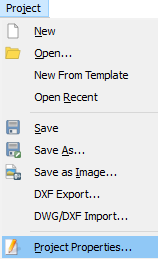 Project
New
Open...
New From Template
Open Recent
Save
Save As...
Save as Image...
DXF Export...
DWG/DXF Import...
Project Properties...